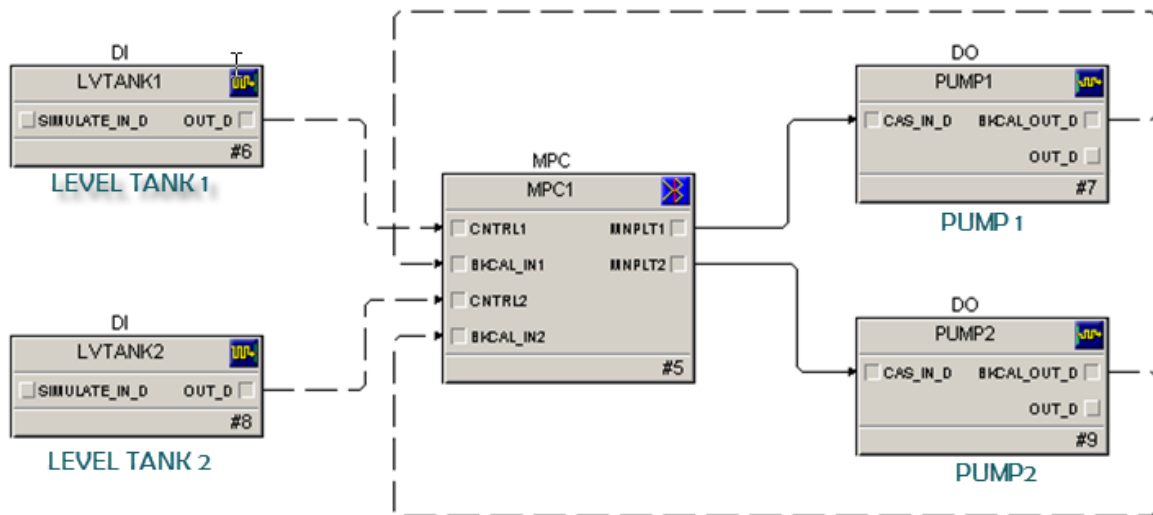 DI
LVTANK1
SIMULATE_IN_D OUT_D
#6
LEVEL TANK 1
DI
LVTANK2
SIMULATE_IN_D OUT_D
#8
LEVEL TANK 2
MPC
MPC1
CNTRL1 MNPLT1
BKCAL_IN1 MNPLT2
CNTRL2
BKCAL_IN2
#5
DO
PUMP1
CAS_IN_D BKCAL_OUT_D
OUT_D
#7
PUMP 1
DO
PUMP2
CAS_IN_D BKCAL_OUT_D
OUT_D
#9
PUMP2